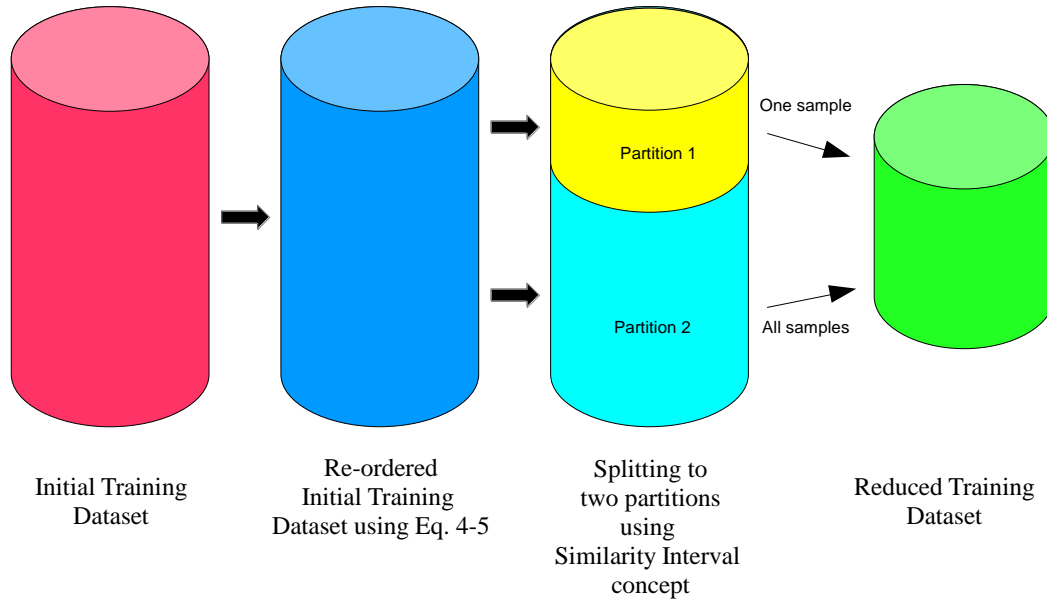 One sample
Partition 1
Partition 2
All samples
Initial Training
Dataset
Re-ordered
Initial Training
Dataset using Eq. 4-5
Splitting to
two partitions
using
Similarity Interval
concept
Reduced Training
Dataset